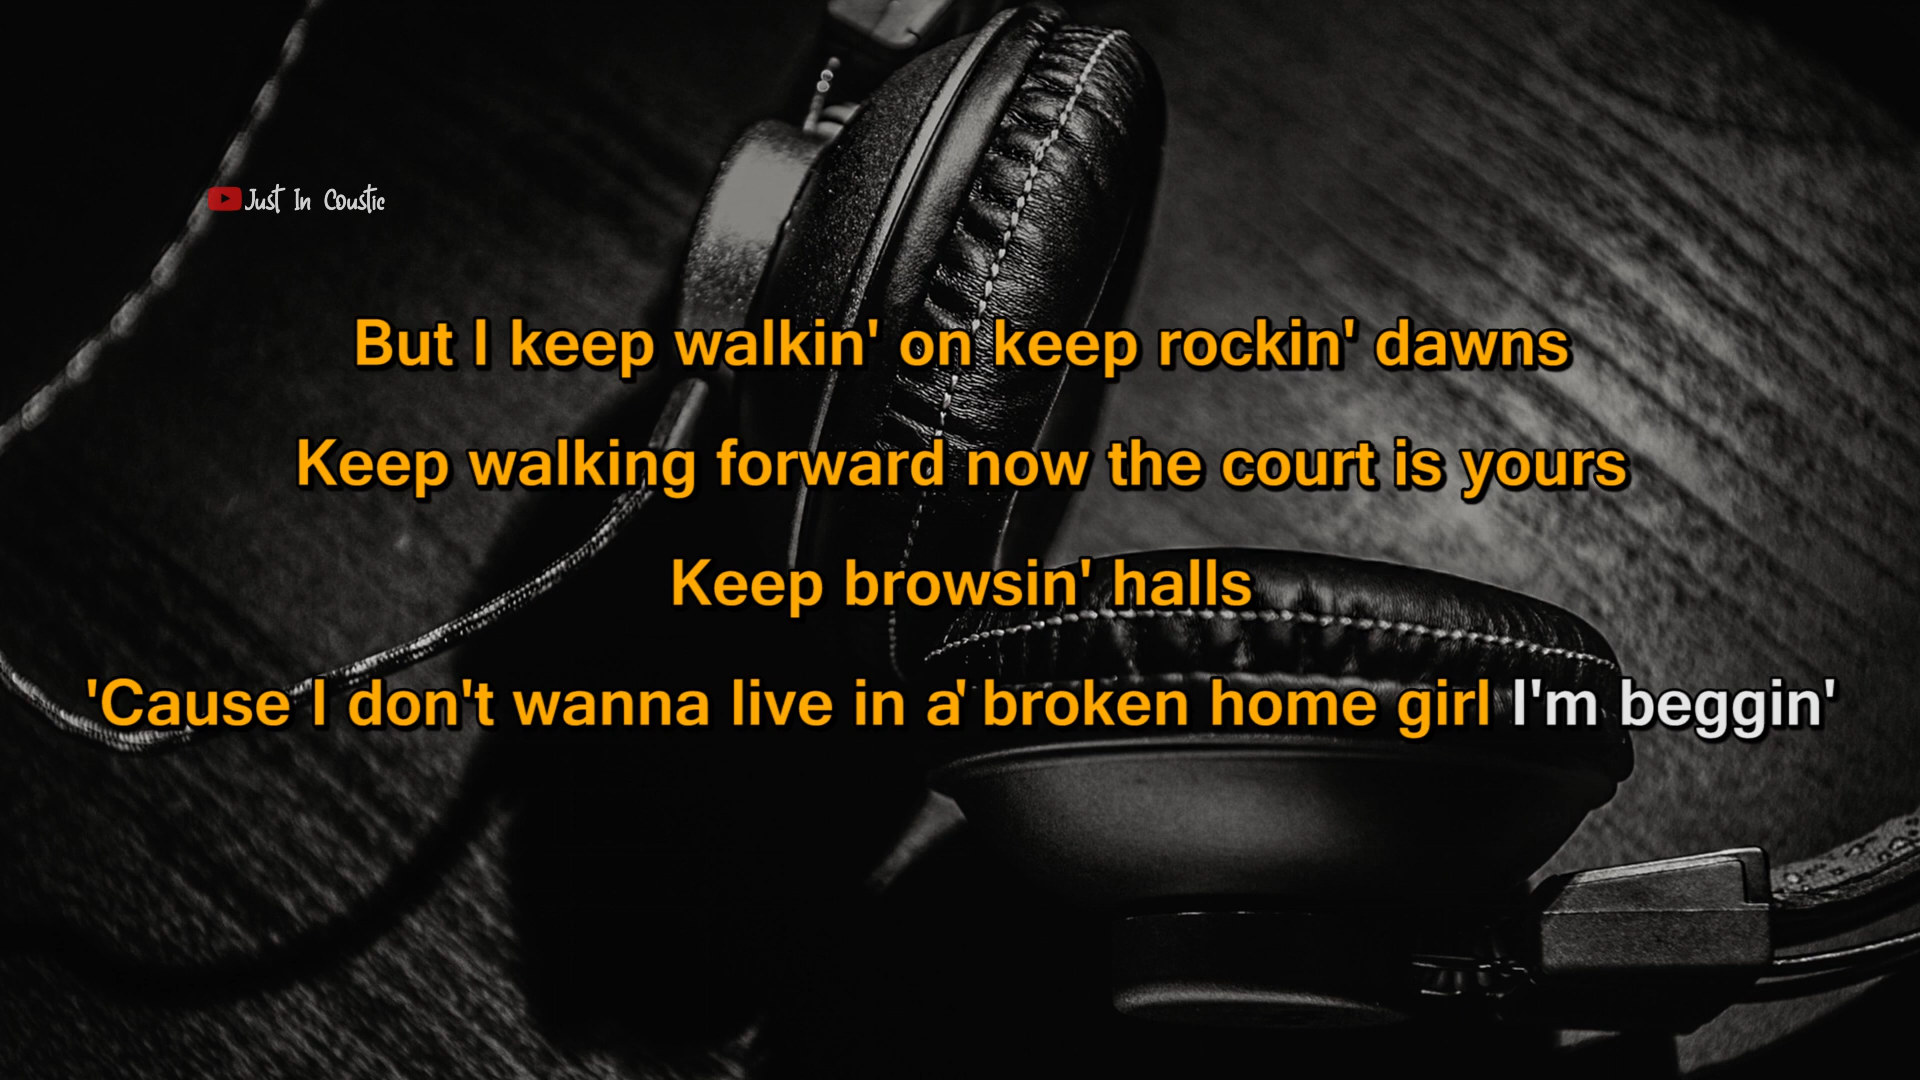 Just In Coustic
But I keep walkin' on keep rockin' dawns
Keep walking forward now the court is yours
Keep browsin' halls
'Cause I don't wanna live in a' broken home girl I'm beggin'